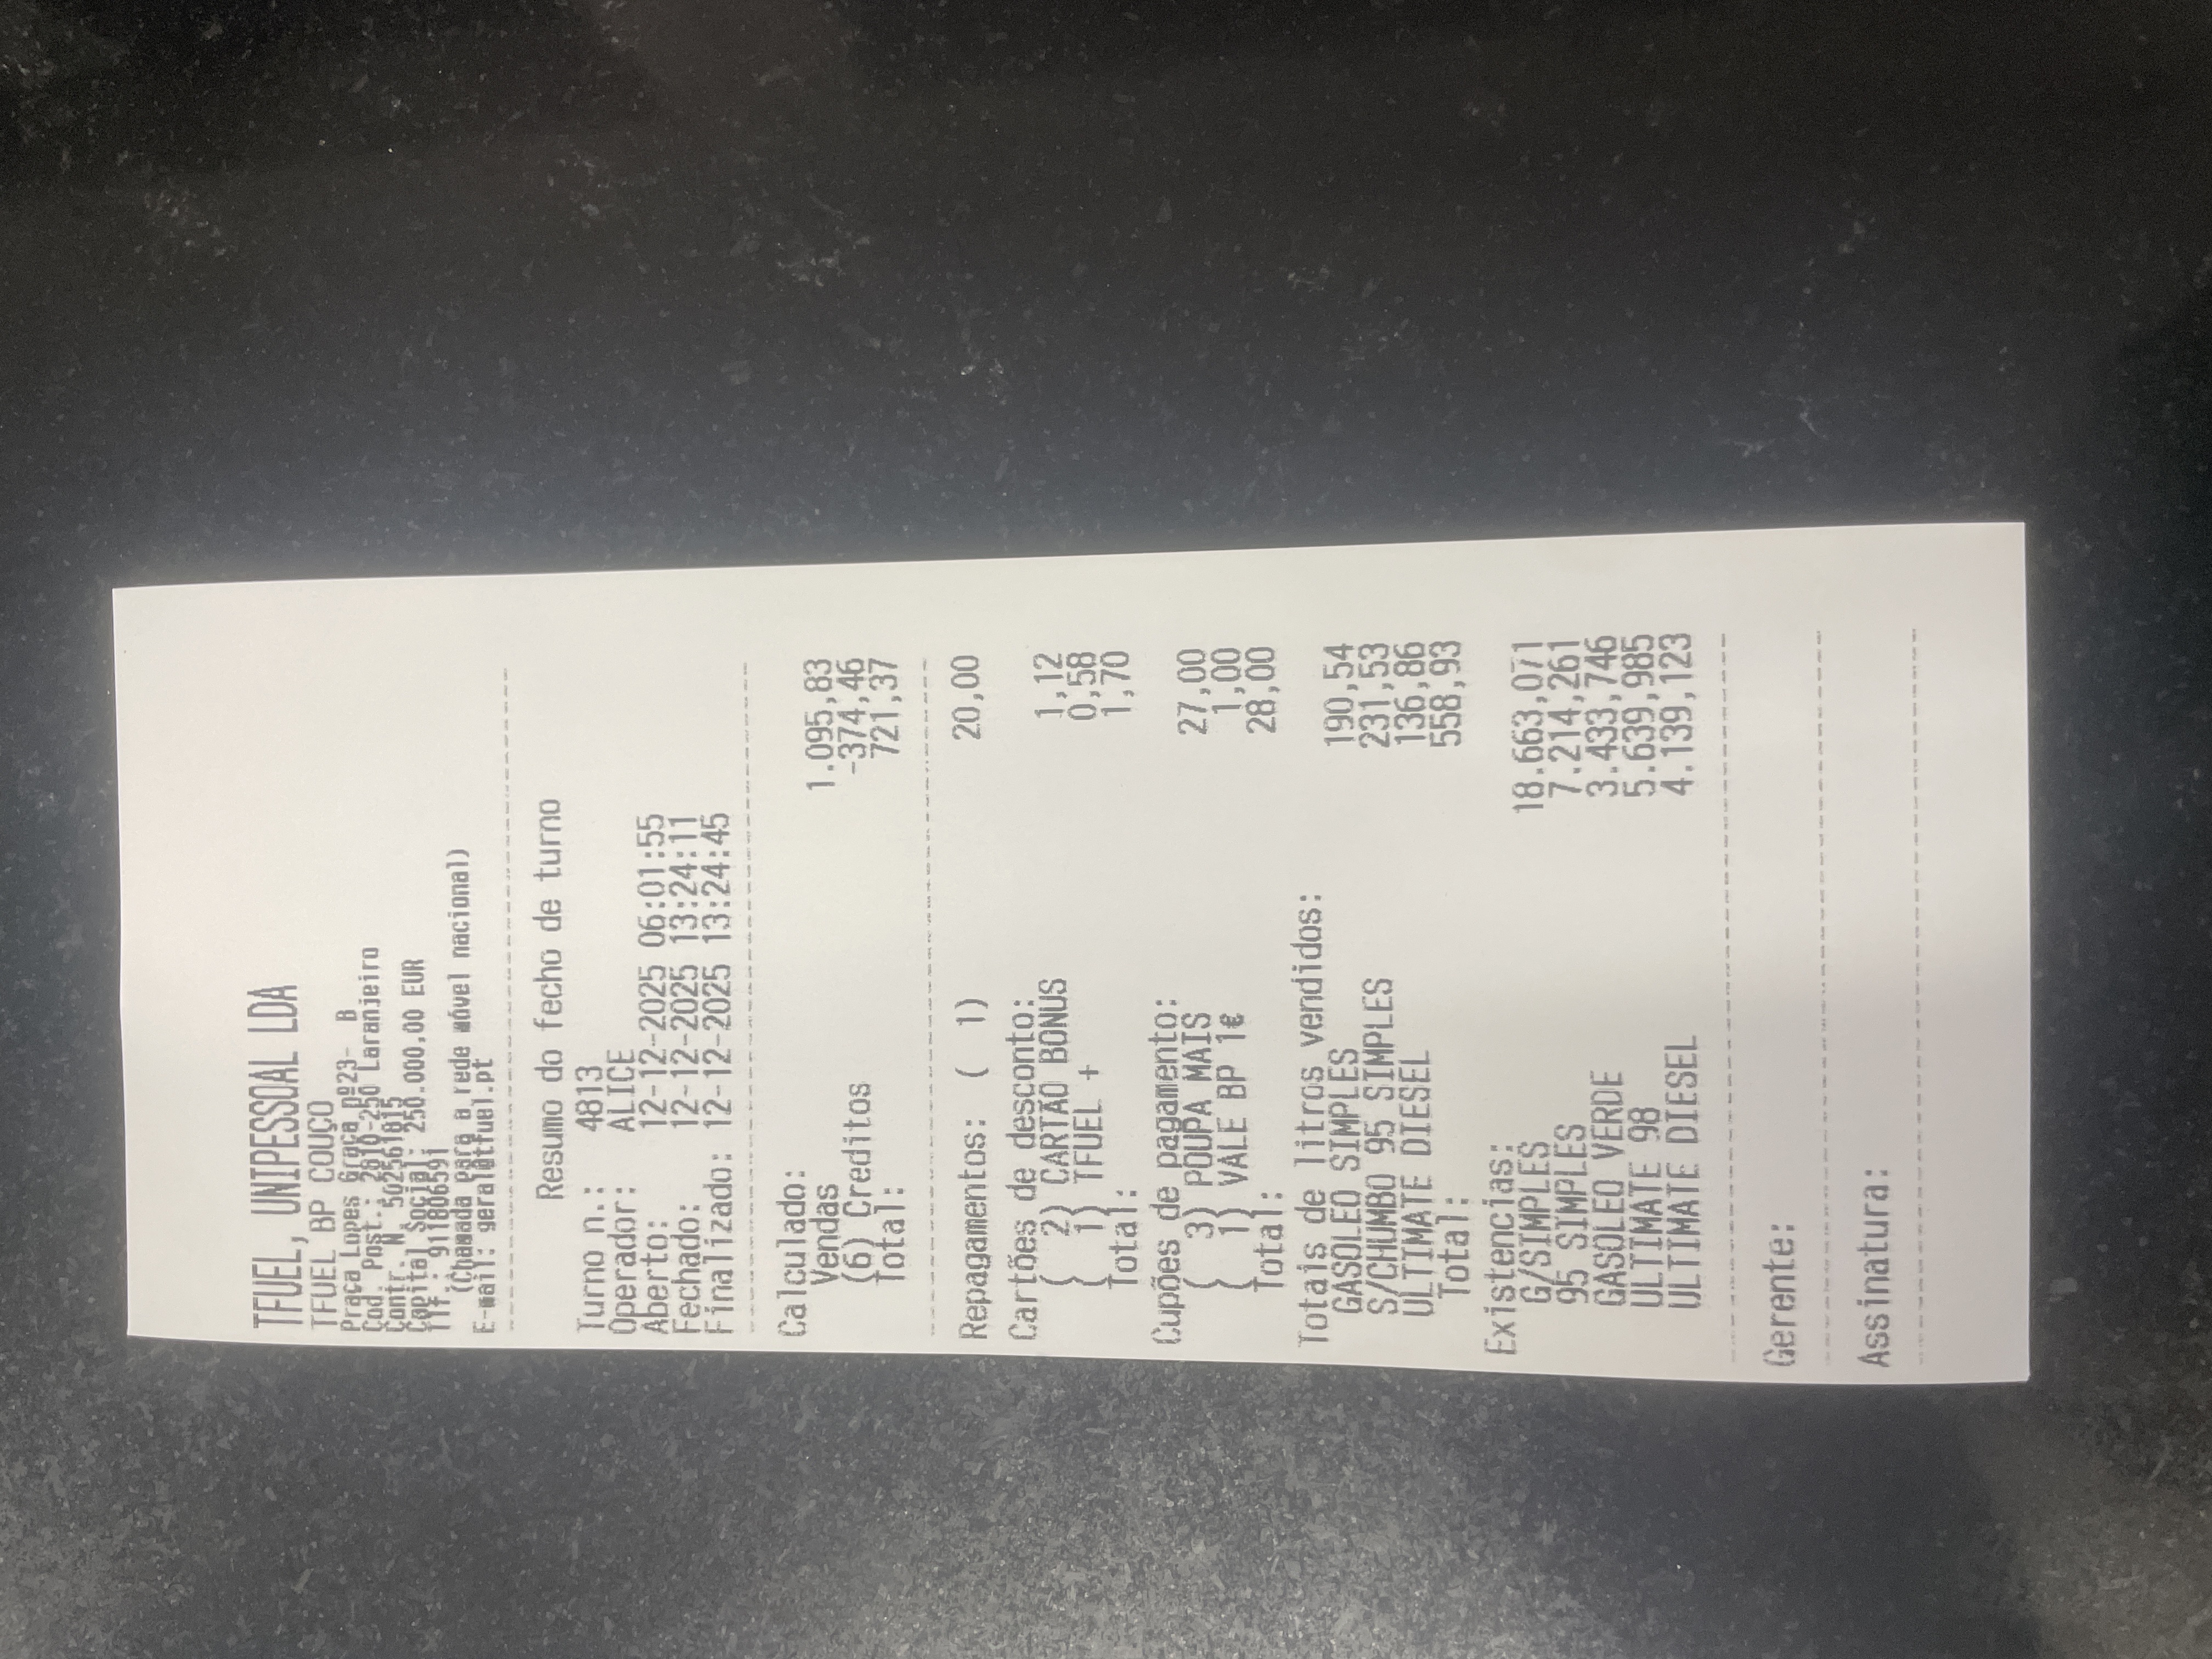 TFUEL, UNIPESSOAL LDA
TFUEL BP COUÇO
Praça Lopes Graça nº23- B
Cod. Post.: 2810-250 Laranjeiro
Contr. Nº 502561815
Capital Social: 250.000,00 EUR
Tlf.: 911806591
(Chamada para a rede móvel nacional)
E-mail: geral@tfuel.pt
Resumo do fecho de turno
Turno n.: 4813
Operador: ALICE
Aberto: 12-12-2025 06:01:55
Fechado: 12-12-2025 13:24:11
Finalizado: 12-12-2025 13:24:45
Calculado:
Vendas 1.095,83
(6) Creditos -374,46
Total: 721,37
Repagamentos: ( 1) 20,00
Cartões de desconto:
( 2) CARTÃO BONUS 1,12
( 1) TFUEL + 0,58
Total: 1,70
Cupões de pagamento:
( 3) POUPA MAIS 27,00
( 1) VALE BP 1€ 1,00
Total: 28,00
Totais de litros vendidos:
GASOLEO SIMPLES 190,54
S/CHUMBO 95 SIMPLES 231,53
ULTIMATE DIESEL 136,86
Total: 558,93
Existencias:
G/SIMPLES 18.663,071
95 SIMPLES 7.214,261
GASOLEO VERDE 3.433,746
ULTIMATE 98 5.639,985
ULTIMATE DIESEL 4.139,123
Gerente:
Assinatura: